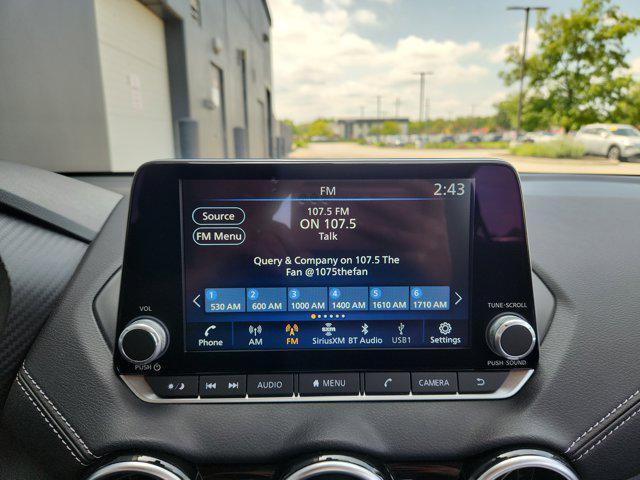 FM
2:43
Source
107.5 FM
ON 107.5
FM Menu
Talk
Query & Company on 107.5 The
Fan @1075thefan
1 2 3 4 5 6
530 AM 600 AM 1000 AM 1400 AM 1610 AM 1710 AM
Phone AM FM SiriusXM BT Audio USB1 Settings
VOL
TUNE·SCROLL
PUSH
PUSH SOUND
AUDIO MENU CAMERA